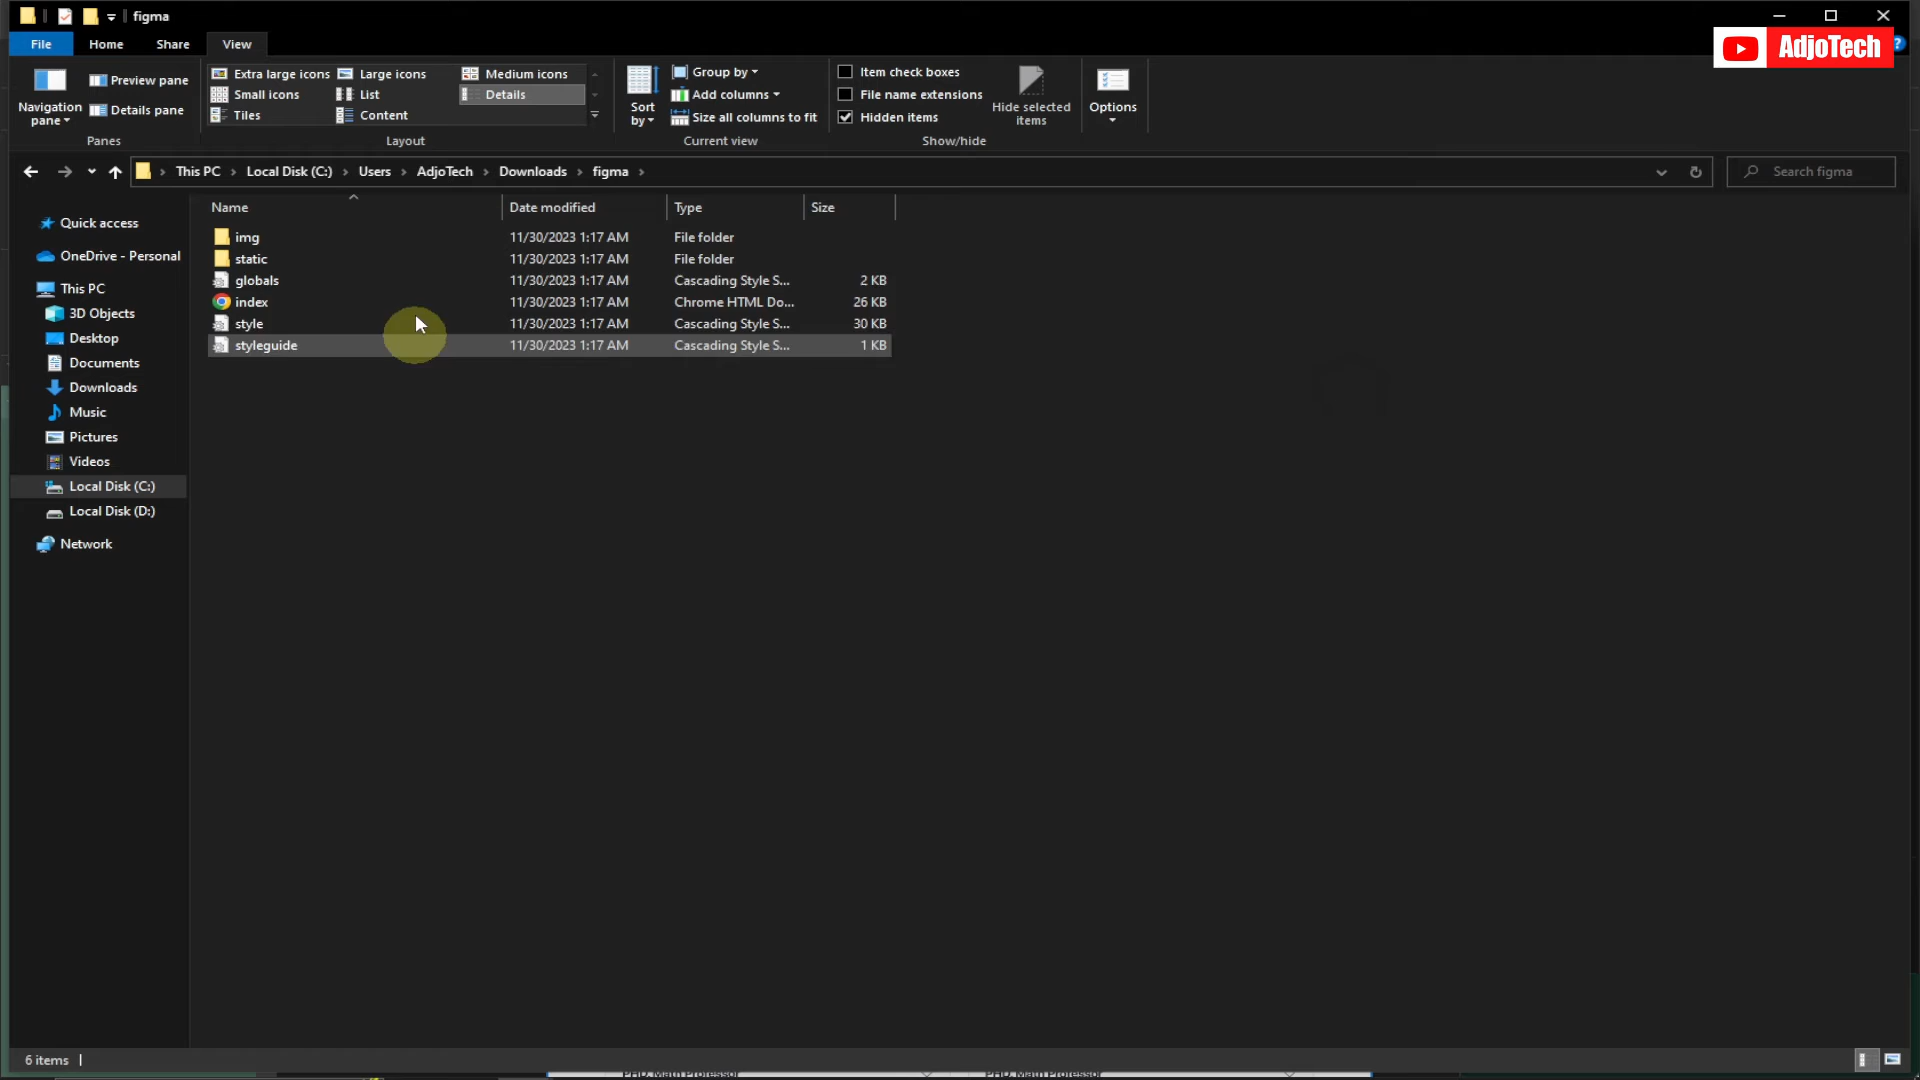 figma
File Home Share View
AdjoTech
Navigation pane
Preview pane
Details pane
Panes
Extra large icons Large icons Medium icons
Small icons List Details
Tiles Content
Layout
Sort by
Group by
Add columns
Size all columns to fit
Current view
Item check boxes
File name extensions
Hidden items
Hide selected items
Show/hide
Options
This PC Local Disk (C:) Users AdjoTech Downloads figma
Search figma
Name Date modified Type Size
img 11/30/2023 1:17 AM File folder
static 11/30/2023 1:17 AM File folder
globals 11/30/2023 1:17 AM Cascading Style S... 2 KB
index 11/30/2023 1:17 AM Chrome HTML Do... 26 KB
style 11/30/2023 1:17 AM Cascading Style S... 30 KB
styleguide 11/30/2023 1:17 AM Cascading Style S... 1 KB
Quick access
OneDrive - Personal
This PC
3D Objects
Desktop
Documents
Downloads
Music
Pictures
Videos
Local Disk (C:)
Local Disk (D:)
Network
6 items
PHD. Math Professor PHD. Math Professor